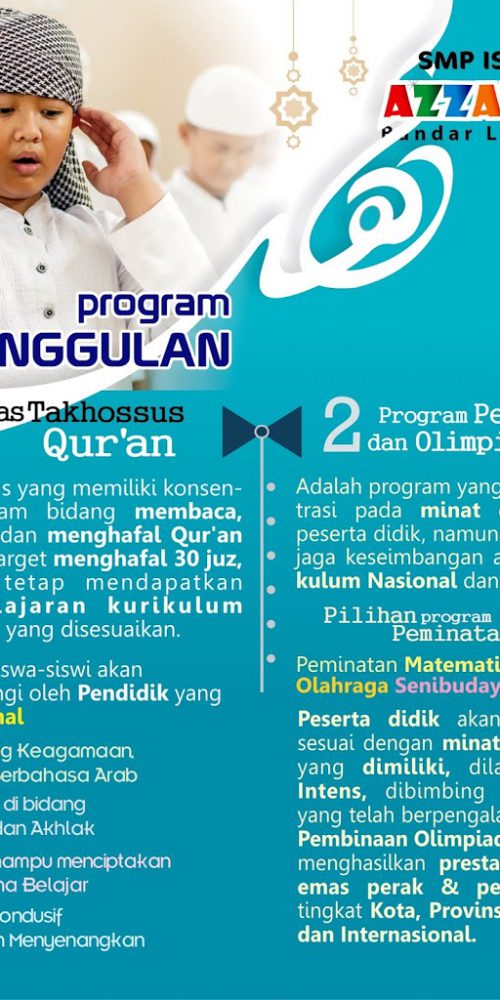 SMP IS
AZZA
Bandar L
program
NGGULAN
as Takhossus
Qur'an
s yang memiliki konsen-
am bidang membaca,
dan menghafal Qur'an
arget menghafal 30 juz,
tetap mendapatkan
elajaran kurikulum
yang disesuaikan.
swa-siswi akan
ngi oleh Pendidik yang
nal
g Keagamaan,
erbahasa Arab
di bidang
dan Akhlak
nampu menciptakan
na Belajar
ondusif
n Menyenangkan
2 Program Pe
dan Olimpi
Adalah program yang
trasi pada minat
peserta didik, namun
jaga keseimbangan a
kulum Nasional dan
Pilihan program
Peminata
Peminatan Matemati
Olahraga Senibuday
Peserta didik akan
sesuai dengan minat
yang dimiliki, dila
Intens, dibimbing
yang telah berpengala
Pembinaan Olimpiad
menghasilkan presta
emas perak & pe
tingkat Kota, Provins
dan Internasional.